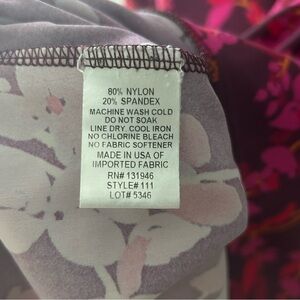 80% NYLON
20% SPANDEX
MACHINE WASH COLD
DO NOT SOAK
LINE DRY. COOL IRON
NO CHLORINE BLEACH
NO FABRIC SOFTENER
MADE IN USA OF
IMPORTED FABRIC
RN# 131946
STYLE# 111
LOT# 5346